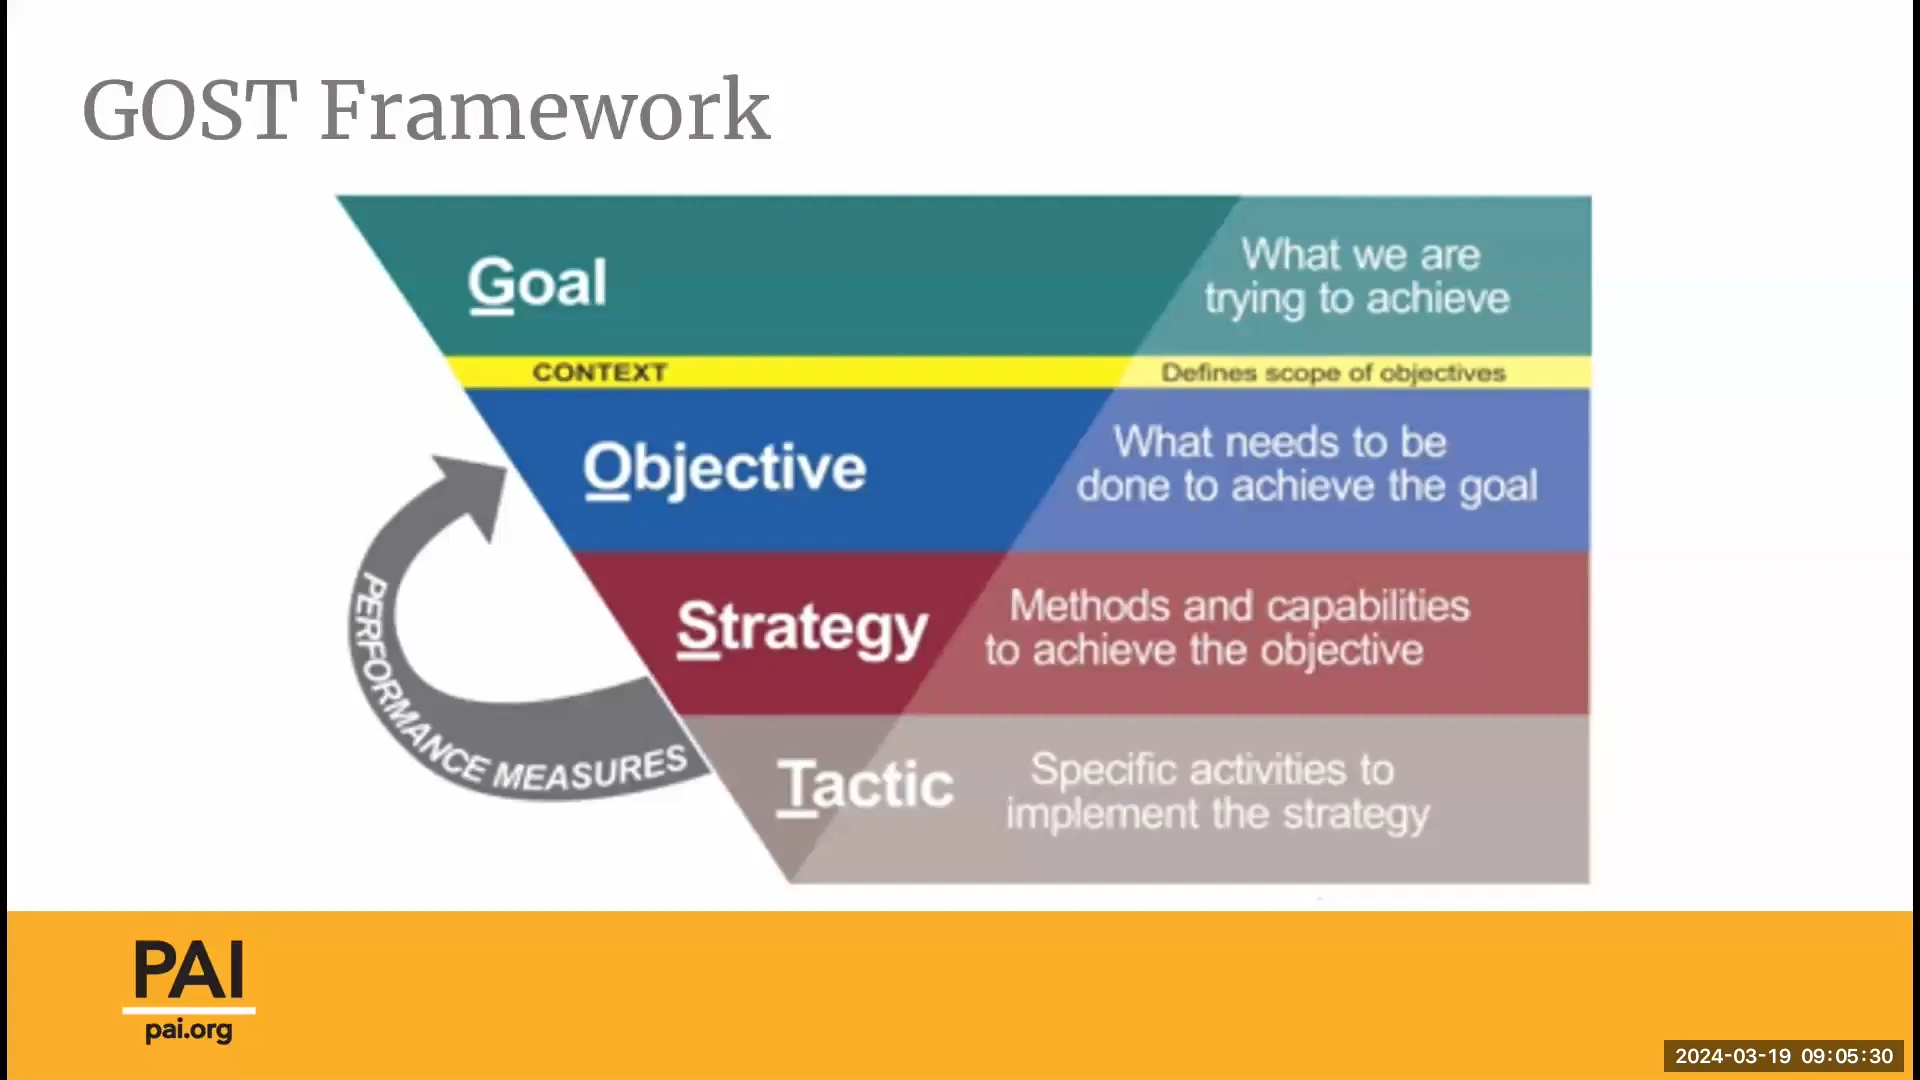 GOST Framework
Goal
What we are
trying to achieve
CONTEXT
Defines scope of objectives
Objective
What needs to be
done to achieve the goal
Strategy
Methods and capabilities
to achieve the objective
Tactic
Specific activities to
implement the strategy
PERFORMANCE MEASURES
PAI
pai.org
2024-03-19 09:05:30